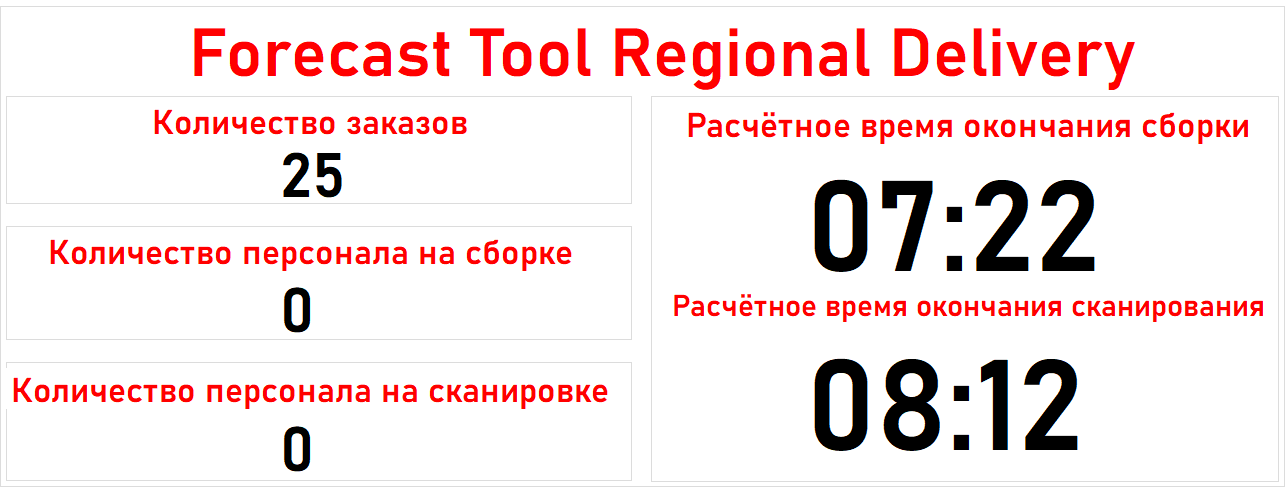 Forecast Tool Regional Delivery
Количество заказов
25
Количество персонала на сборке
0
Количество персонала на сканировке
0
Расчётное время окончания сборки
07:22
Расчётное время окончания сканирования
08:12